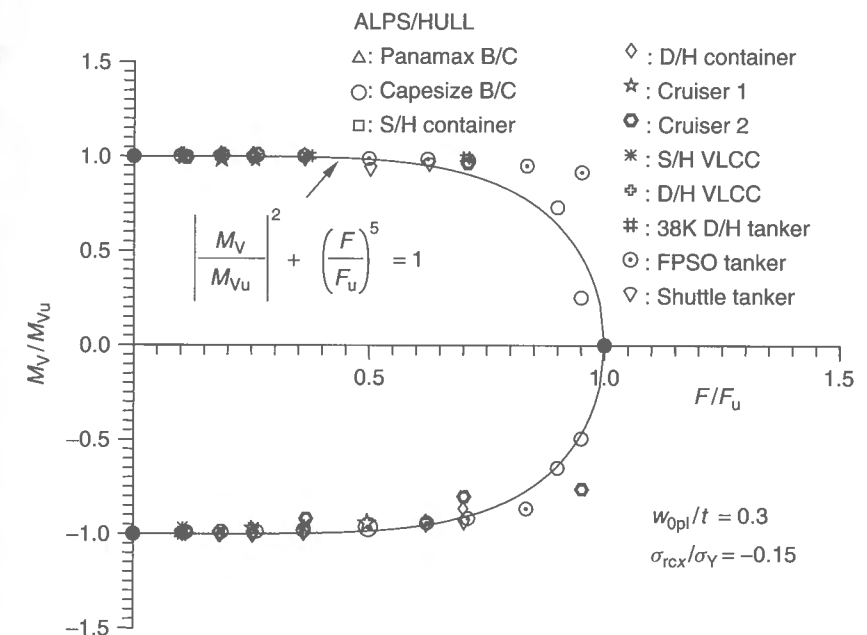 ALPS/HULL
△: Panamax B/C
○: Capesize B/C
□: S/H container
◇: D/H container
☆: Cruiser 1
⭘: Cruiser 2
✳: S/H VLCC
✚: D/H VLCC
#: 38K D/H tanker
⊙: FPSO tanker
▽: Shuttle tanker
1.5
1.0
0.5
0.0
−0.5
−1.0
−1.5
M_V/M_Vu
|M_V/M_Vu|^2 + (F/F_u)^5 = 1
0.5
1.0
1.5
F/F_u
w_0pl/t = 0.3
σ_rcx/σ_Y = −0.15